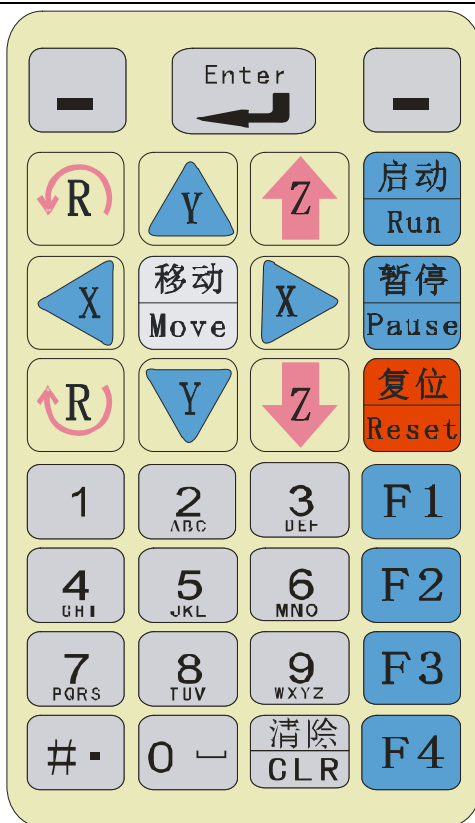 Enter
R Y Z 启动
Run
X 移动 X 暂停
Move Pause
R Y Z 复位
Reset
1 2 3 F1
ABC DEF
4 5 6 F2
GHI JKL MNO
7 8 9 F3
PQRS TUV WXYZ
#. 0 ⎵ 清除 F4
CLR